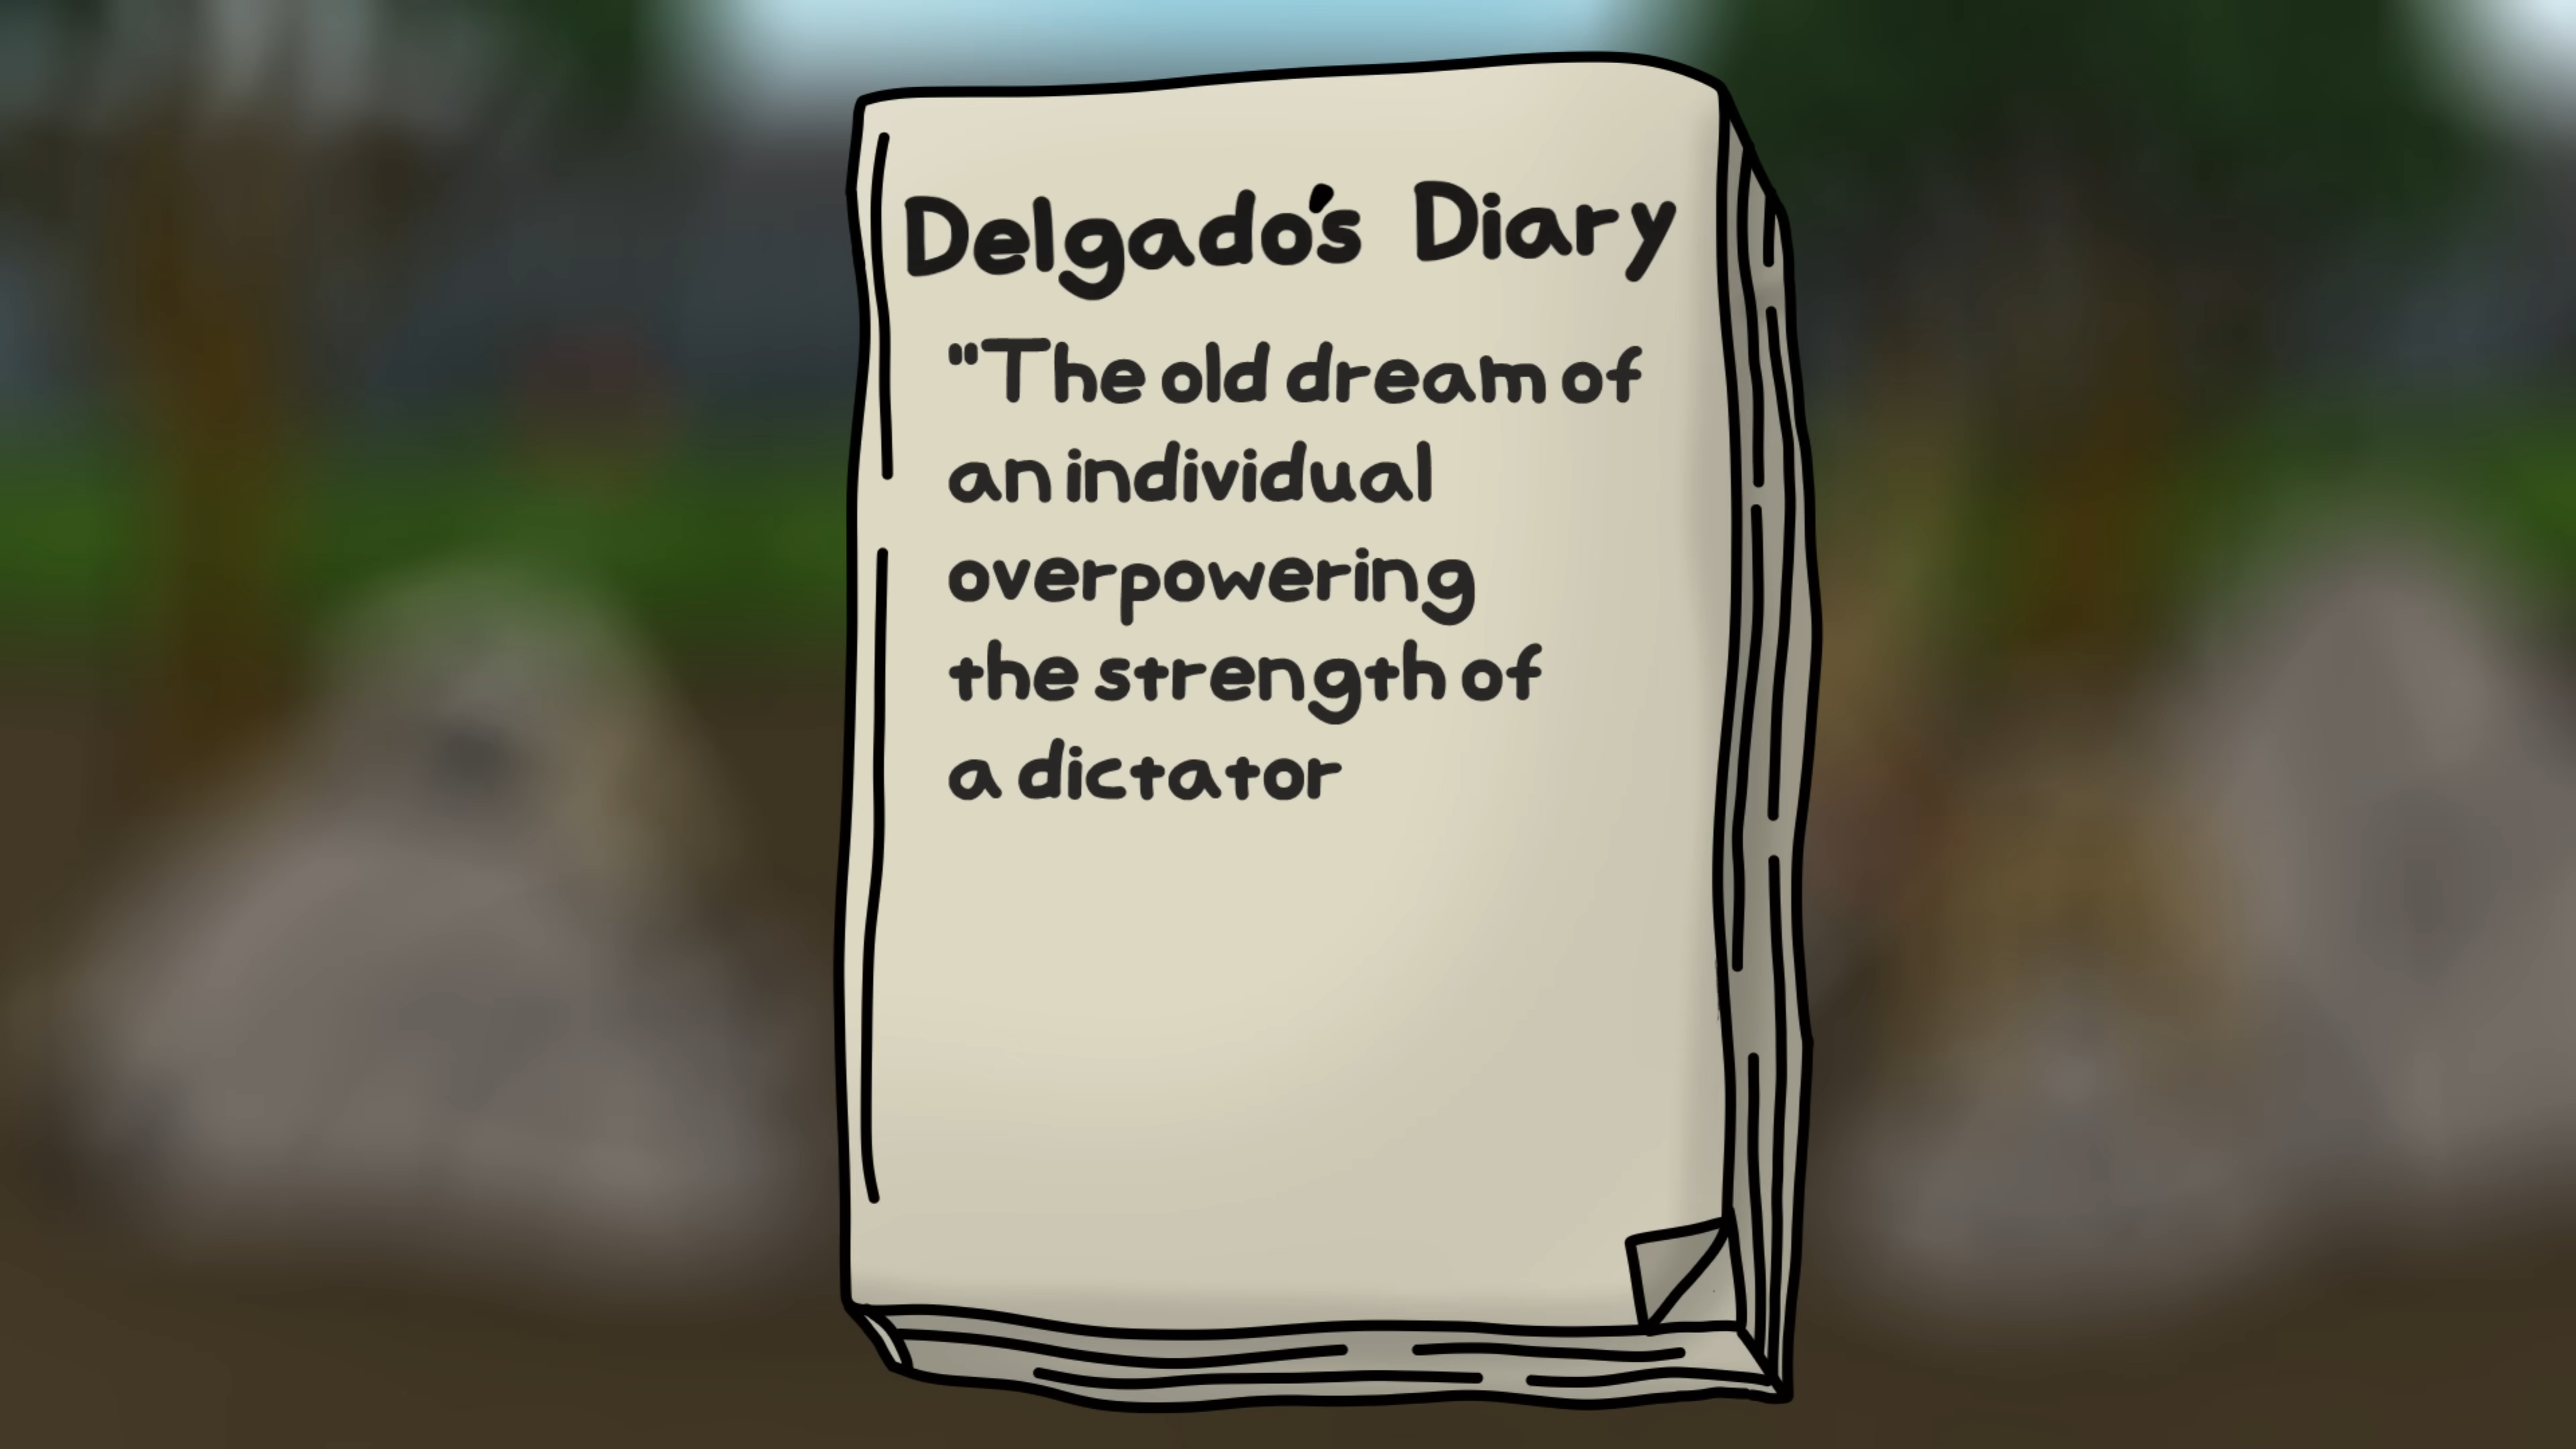 Delgado's Diary
"The old dream of
an individual
overpowering
the strength of
a dictator